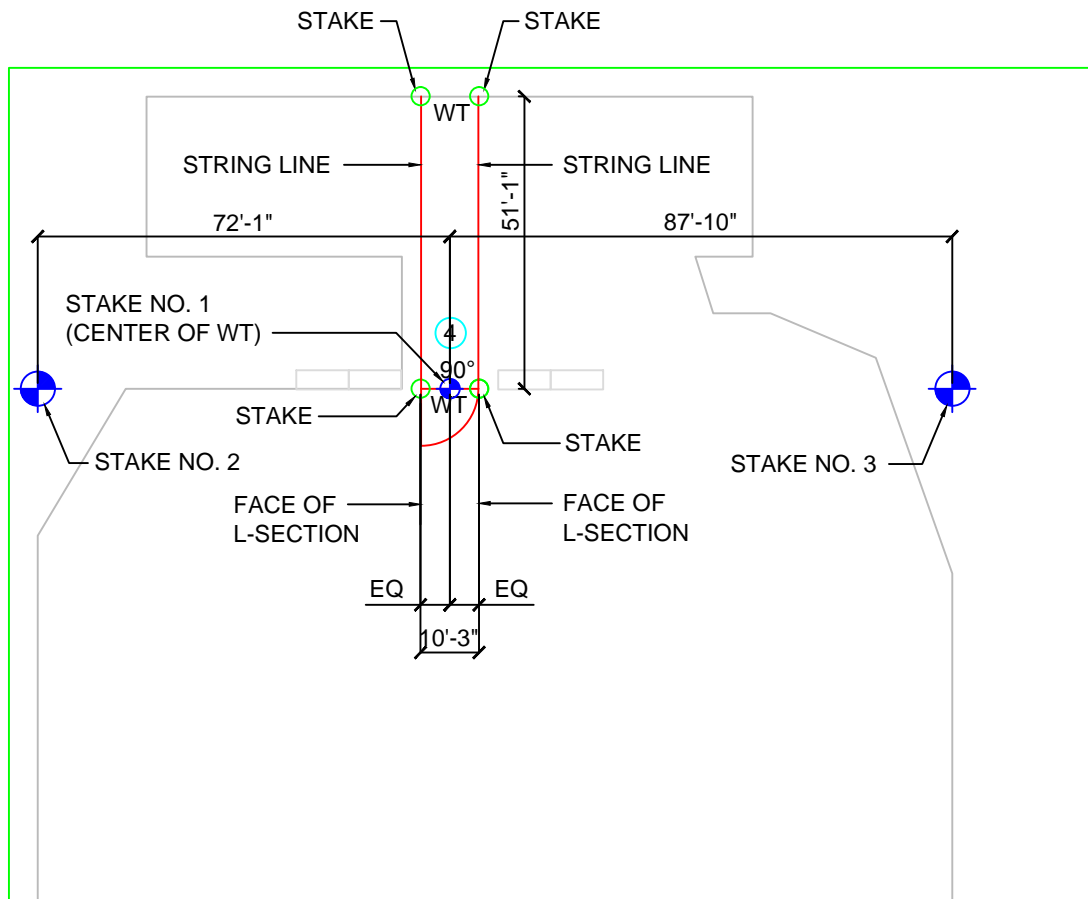 STAKE
STAKE
WT
STRING LINE
STRING LINE
51'-1"
72'-1"
87'-10"
STAKE NO. 1
(CENTER OF WT)
4
90°
WT
STAKE
STAKE
STAKE NO. 2
STAKE NO. 3
FACE OF
L-SECTION
FACE OF
L-SECTION
EQ
EQ
10'-3"